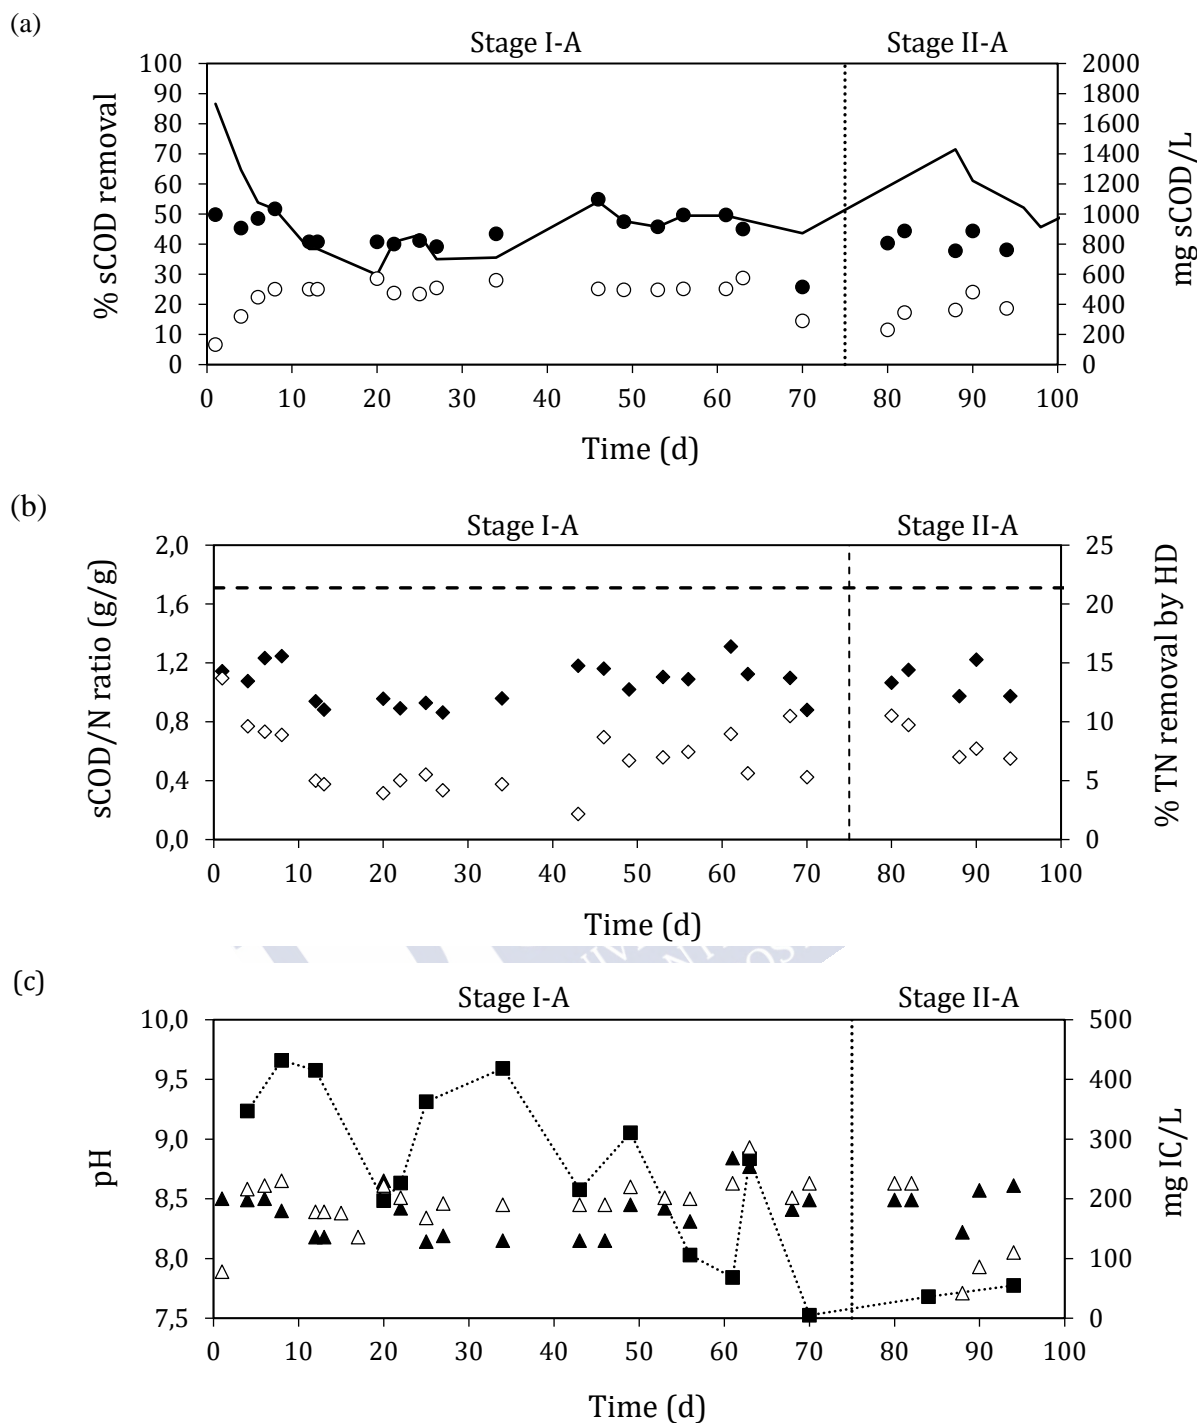 (a)
Stage I-A Stage II-A
100 2000
90 1800
80 1600
70 1400
60 1200
50 1000
40 800
30 600
20 400
10 200
0 0
% sCOD removal
mg sCOD/L
0 10 20 30 40 50 60 70 80 90 100
Time (d)
(b)
Stage I-A Stage II-A
2,0 25
1,6 20
1,2 15
0,8 10
0,4 5
0,0 0
sCOD/N ratio (g/g)
% TN removal by HD
0 10 20 30 40 50 60 70 80 90 100
Time (d)
(c)
Stage I-A Stage II-A
10,0 500
9,5 400
9,0 300
8,5 200
8,0 100
7,5 0
pH
mg IC/L
0 10 20 30 40 50 60 70 80 90 100
Time (d)